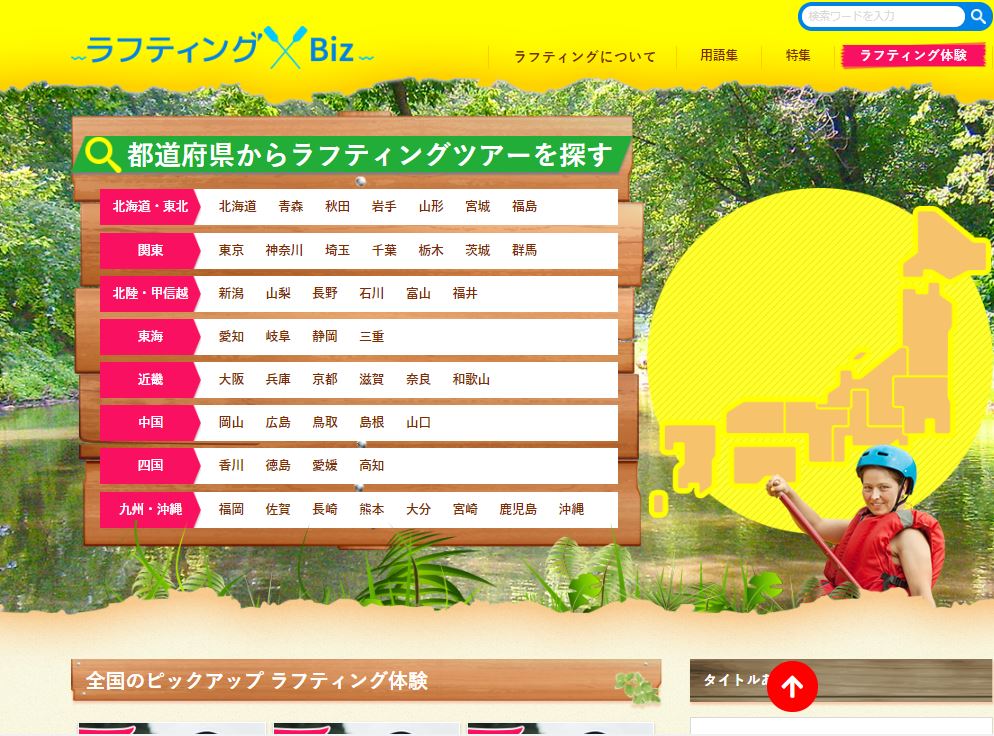 検索ワードを入力
ラフティング Biz
ラフティングについて 用語集 特集 ラフティング体験
都道府県からラフティングツアーを探す
北海道・東北 北海道 青森 秋田 岩手 山形 宮城 福島
関東 東京 神奈川 埼玉 千葉 栃木 茨城 群馬
北陸・甲信越 新潟 山梨 長野 石川 富山 福井
東海 愛知 岐阜 静岡 三重
近畿 大阪 兵庫 京都 滋賀 奈良 和歌山
中国 岡山 広島 鳥取 島根 山口
四国 香川 徳島 愛媛 高知
九州・沖縄 福岡 佐賀 長崎 熊本 大分 宮崎 鹿児島 沖縄
全国のピックアップ ラフティング体験
タイトル